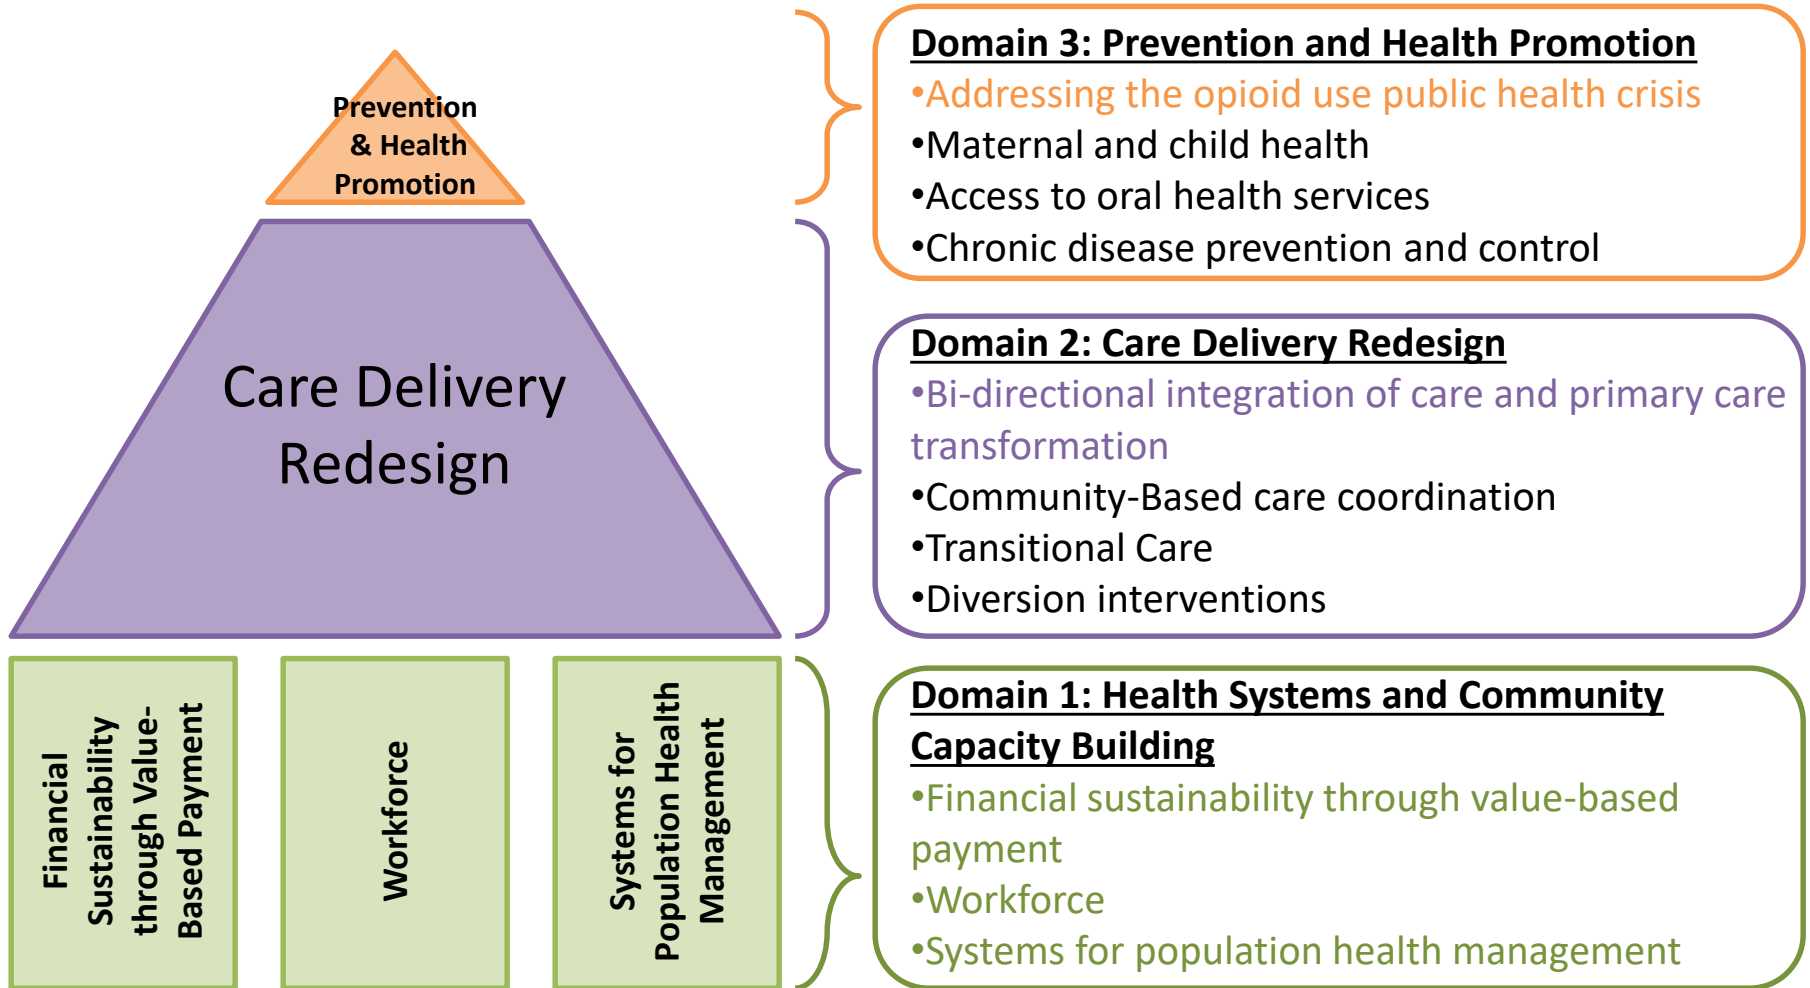 Prevention
& Health
Promotion
Care Delivery
Redesign
Financial
Sustainability
through Value-
Based Payment
Workforce
Systems for
Population Health
Management
Domain 3: Prevention and Health Promotion
•Addressing the opioid use public health crisis
•Maternal and child health
•Access to oral health services
•Chronic disease prevention and control
Domain 2: Care Delivery Redesign
•Bi-directional integration of care and primary care
transformation
•Community-Based care coordination
•Transitional Care
•Diversion interventions
Domain 1: Health Systems and Community
Capacity Building
•Financial sustainability through value-based
payment
•Workforce
•Systems for population health management